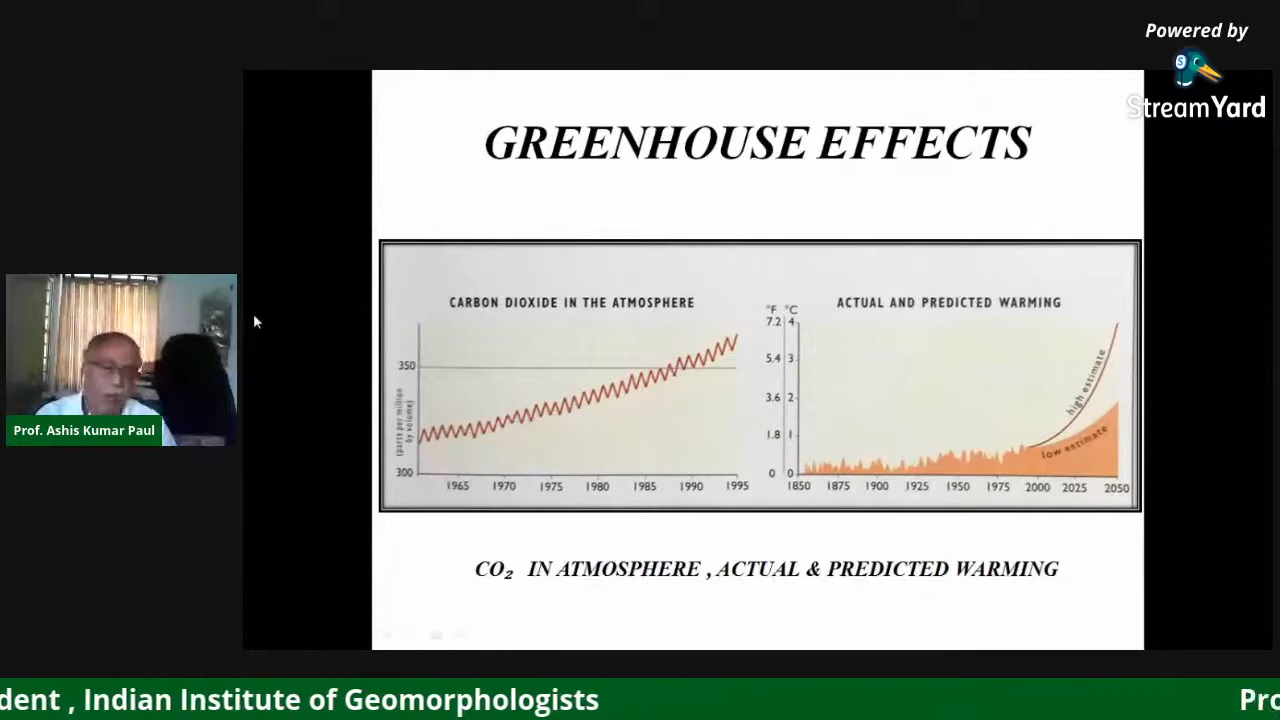 Powered by
StreamYard
GREENHOUSE EFFECTS
CARBON DIOXIDE IN THE ATMOSPHERE
350
(parts per million
by volume)
300
1965 1970 1975 1980 1985 1990 1995
ACTUAL AND PREDICTED WARMING
°F °C
7.2 4
5.4 3
3.6 2
1.8 1
0 0
high estimate
low estimate
1850 1875 1900 1925 1950 1975 2000 2025 2050
CO₂ IN ATMOSPHERE , ACTUAL & PREDICTED WARMING
Prof. Ashis Kumar Paul
dent , Indian Institute of Geomorphologists
Pro